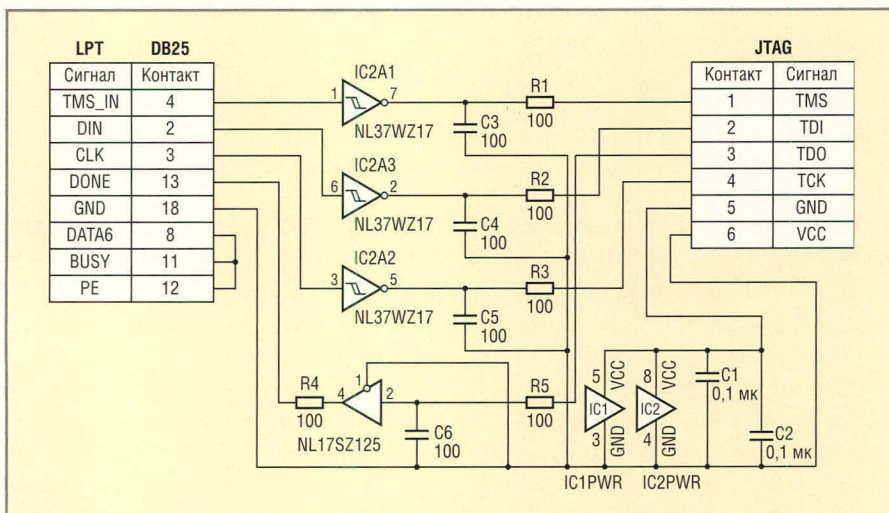 LPT DB25
Сигнал Контакт
TMS_IN 4
DIN 2
CLK 3
DONE 13
GND 18
DATA6 8
BUSY 11
PE 12
IC2A1
1 7
NL37WZ17
C3
100
R1
100
IC2A3
6 2
NL37WZ17
C4
100
R2
100
IC2A2
3 5
NL37WZ17
C5
100
R3
100
R4
100
4 1 2
NL17SZ125
C6
100
R5
100
JTAG
Контакт Сигнал
1 TMS
2 TDI
3 TDO
4 TCK
5 GND
6 VCC
5 VCC
IC1
3 GND
IC1PWR
8 VCC
IC2
4 GND
IC2PWR
C1
0,1 мк
C2
0,1 мк